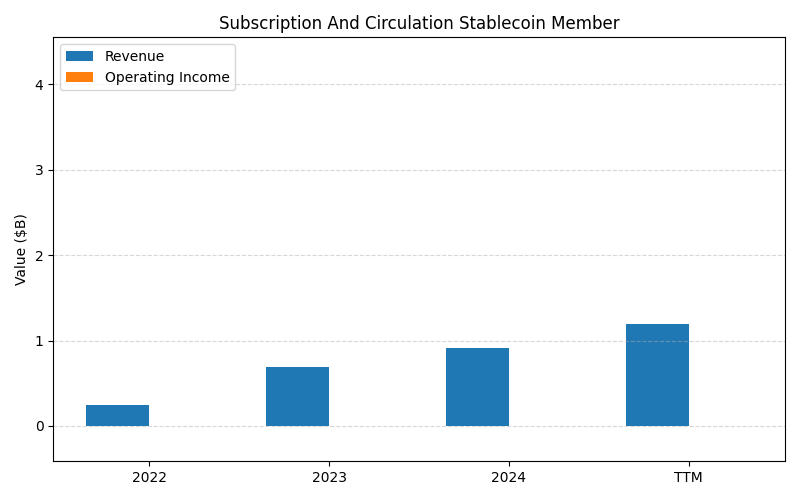 Subscription And Circulation Stablecoin Member
Revenue
Operating Income
Value ($B)
4
3
2
1
0
2022
2023
2024
TTM